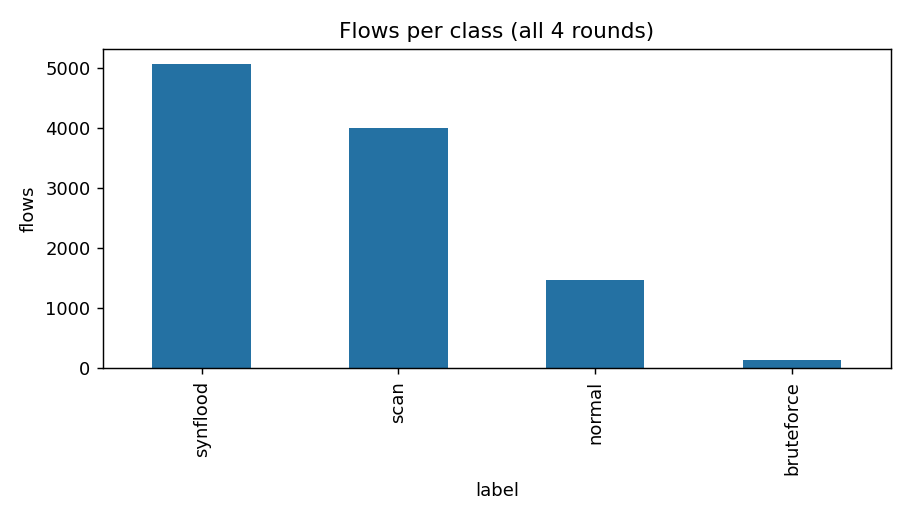 Flows per class (all 4 rounds)
5000
4000
3000
2000
1000
0
flows
synflood
scan
normal
bruteforce
label